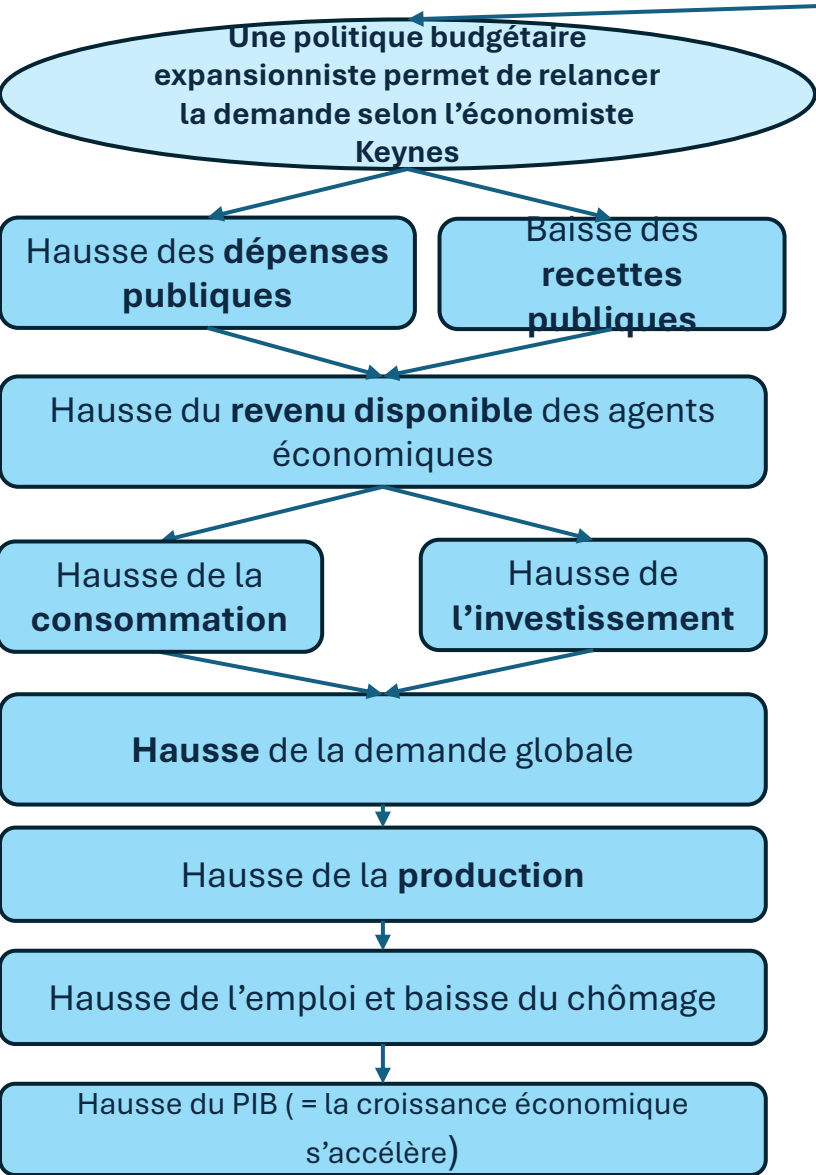 Une politique budgétaire
expansionniste permet de relancer
la demande selon l’économiste
Keynes
Hausse des dépenses
publiques
Baisse des
recettes
publiques
Hausse du revenu disponible des agents
économiques
Hausse de la
consommation
Hausse de
l’investissement
Hausse de la demande globale
Hausse de la production
Hausse de l’emploi et baisse du chômage
Hausse du PIB ( = la croissance économique
s’accélère)